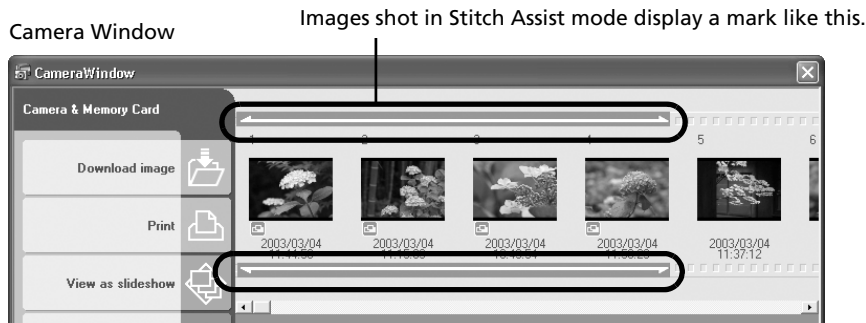 Images shot in Stitch Assist mode display a mark like this.
Camera Window
CameraWindow
Camera & Memory Card
1 2 3 4 5 6
Download image
Print
2003/03/04 2003/03/04 2003/03/04 2003/03/04 2003/03/04
11:37:12
View as slideshow